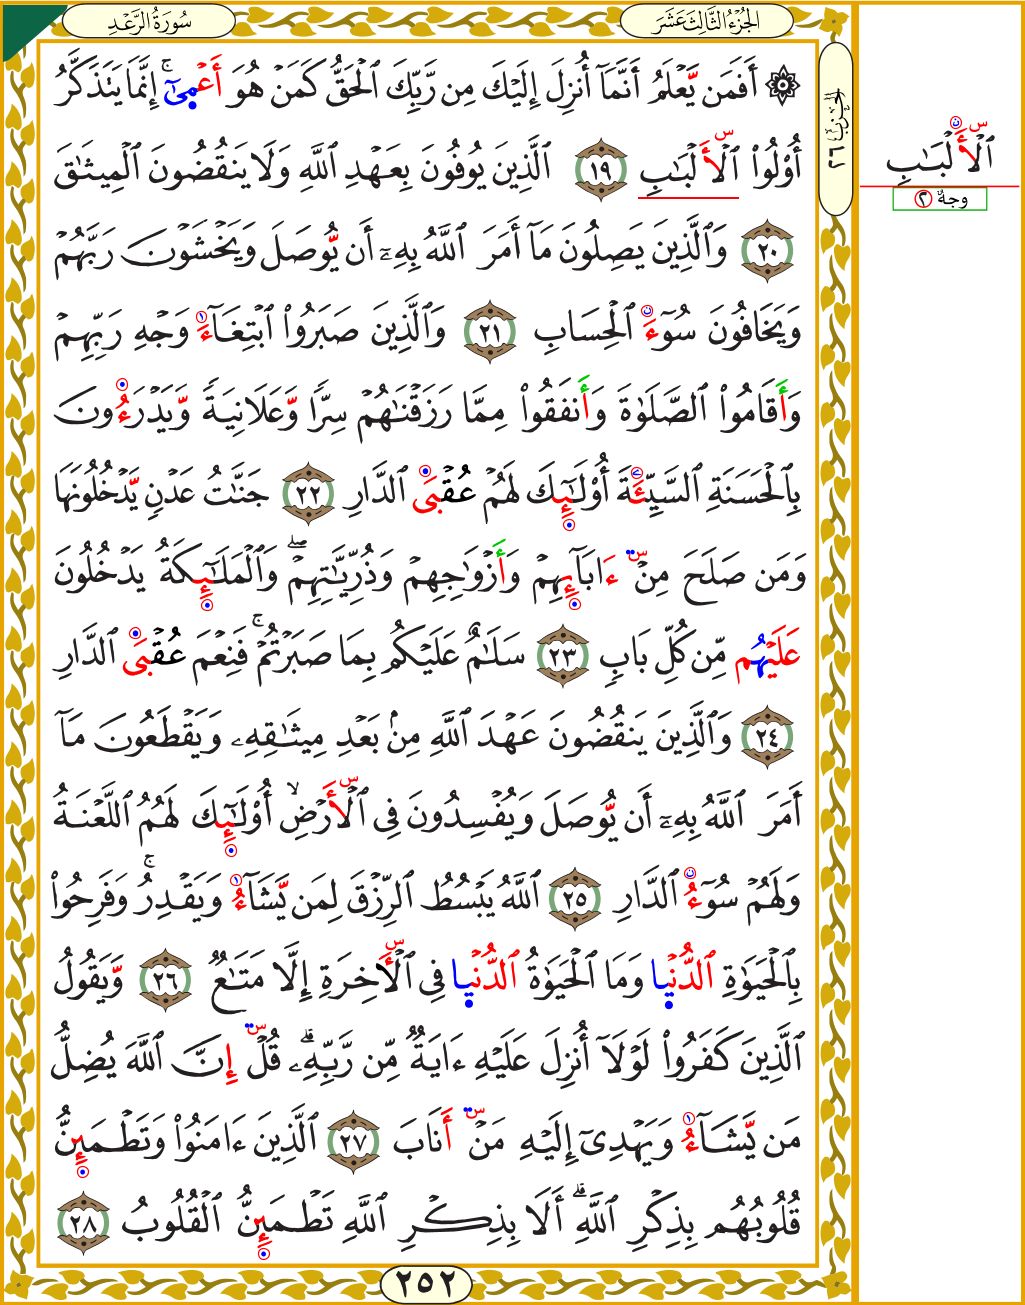 سُورَةُ الرَّعْدِ
الجُزْءُ الثَّالِثَ عَشَرَ
الحزب ٢٦
۞ أَفَمَن يَّعْلَمُ أَنَّمَآ أُنزِلَ إِلَيْكَ مِن رَّبِّكَ ٱلْحَقُّ كَمَنْ هُوَ أَعْمَىٰٓۚ إِنَّمَا يَتَذَكَّرُ
أُو۟لُوا۟ ٱلْأَلْبَـٰبِ ١٩ ٱلَّذِينَ يُوفُونَ بِعَهْدِ ٱللَّهِ وَلَا يَنقُضُونَ ٱلْمِيثَـٰقَ
٢٠ وَٱلَّذِينَ يَصِلُونَ مَآ أَمَرَ ٱللَّهُ بِهِۦٓ أَن يُّوصَلَ وَيَخْشَوْنَ رَبَّهُمْ
وَيَخَافُونَ سُوٓءَ ٱلْحِسَابِ ٢١ وَٱلَّذِينَ صَبَرُوا۟ ٱبْتِغَآءَ وَجْهِ رَبِّهِمْ
وَأَقَامُوا۟ ٱلصَّلَوٰةَ وَأَنفَقُوا۟ مِمَّا رَزَقْنَـٰهُمْ سِرًّا وَّعَلَانِيَةً وَّيَدْرَءُونَ
بِٱلْحَسَنَةِ ٱلسَّيِّئَةَ أُو۟لَـٰٓئِكَ لَهُمْ عُقْبَى ٱلدَّارِ ٢٢ جَنَّـٰتُ عَدْنٍ يَّدْخُلُونَهَا
وَمَن صَلَحَ مِنْ ءَابَآئِهِمْ وَأَزْوَٰجِهِمْ وَذُرِّيَّـٰتِهِمْۖ وَٱلْمَلَـٰٓئِكَةُ يَدْخُلُونَ
عَلَيْهُم مِّن كُلِّ بَابٍ ٢٣ سَلَـٰمٌ عَلَيْكُم بِمَا صَبَرْتُمْۚ فَنِعْمَ عُقْبَى ٱلدَّارِ
٢٤ وَٱلَّذِينَ يَنقُضُونَ عَهْدَ ٱللَّهِ مِنۢ بَعْدِ مِيثَـٰقِهِۦ وَيَقْطَعُونَ مَآ
أَمَرَ ٱللَّهُ بِهِۦٓ أَن يُّوصَلَ وَيُفْسِدُونَ فِى ٱلْأَرْضِۙ أُو۟لَـٰٓئِكَ لَهُمُ ٱللَّعْنَةُ
وَلَهُمْ سُوٓءُ ٱلدَّارِ ٢٥ ٱللَّهُ يَبْسُطُ ٱلرِّزْقَ لِمَن يَّشَآءُ وَيَقْدِرُۚ وَفَرِحُوا۟
بِٱلْحَيَوٰةِ ٱلدُّنْيَا وَمَا ٱلْحَيَوٰةُ ٱلدُّنْيَا فِى ٱلْـَٔاخِرَةِ إِلَّا مَتَـٰعٌ ٢٦ وَّيَقُولُ
ٱلَّذِينَ كَفَرُوا۟ لَوْلَآ أُنزِلَ عَلَيْهِ ءَايَةٌ مِّن رَّبِّهِۦۗ قُلْ إِنَّ ٱللَّهَ يُضِلُّ
مَن يَّشَآءُ وَيَهْدِىٓ إِلَيْهِ مَنْ أَنَابَ ٢٧ ٱلَّذِينَ ءَامَنُوا۟ وَتَطْمَئِنُّ
قُلُوبُهُم بِذِكْرِ ٱللَّهِۗ أَلَا بِذِكْرِ ٱللَّهِ تَطْمَئِنُّ ٱلْقُلُوبُ ٢٨
٢٥٢
ٱلْأَلْبَـٰبِ
وجهٌ ٢